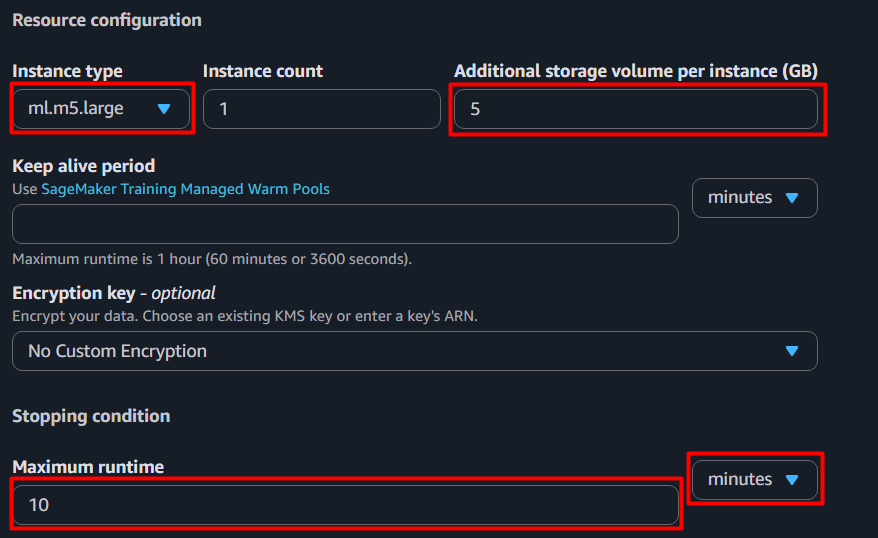 Resource configuration
Instance type
Instance count
Additional storage volume per instance (GB)
ml.m5.large
1
5
Keep alive period
Use SageMaker Training Managed Warm Pools
minutes
Maximum runtime is 1 hour (60 minutes or 3600 seconds).
Encryption key - optional
Encrypt your data. Choose an existing KMS key or enter a key's ARN.
No Custom Encryption
Stopping condition
Maximum runtime
10
minutes